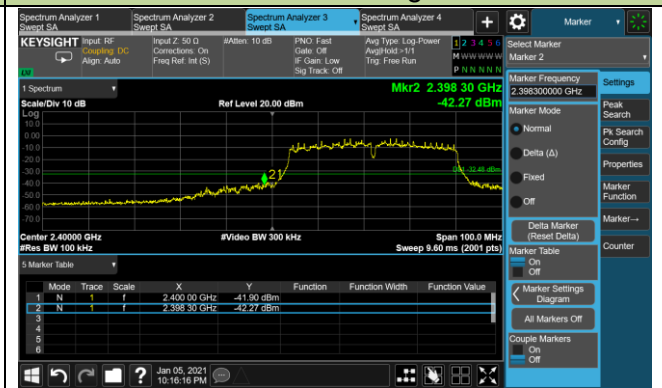 Spectrum Analyzer 1
Swept SA
Spectrum Analyzer 2
Swept SA
Spectrum Analyzer 3
Swept SA
Spectrum Analyzer 4
Swept SA
+
Marker
KEYSIGHT
Input: RF
Coupling: DC
Align: Auto
Input Z: 50 Ω
Corrections: On
Freq Ref: Int (S)
#Atten: 10 dB
PNO: Fast
Gate: Off
IF Gain: Low
Sig Track: Off
Avg Type: Log-Power
Avg|Hold:>1/1
Trig: Free Run
1 2 3 4 5 6
M W W W W W
P N N N N N
Select Marker
Marker 2
LXI
1 Spectrum
Mkr2 2.398 30 GHz
-42.27 dBm
Scale/Div 10 dB
Ref Level 20.00 dBm
Log
10.0
0.00
-10.0
-20.0
-30.0
-40.0
-50.0
-60.0
-70.0
2
1
DL1 -32.48 dBm
Center 2.40000 GHz
#Res BW 100 kHz
#Video BW 300 kHz
Span 100.0 MHz
Sweep 9.60 ms (2001 pts)
5 Marker Table
Mode Trace Scale X Y Function Function Width Function Value
1 N 1 f 2.400 00 GHz -41.90 dBm
2 N 1 f 2.398 30 GHz -42.27 dBm
3
4
5
6
Marker Frequency
2.398300000 GHz
Marker Mode
Normal
Delta (Δ)
Fixed
Off
Delta Marker
(Reset Delta)
Marker Table
On
Off
Marker Settings
Diagram
All Markers Off
Couple Markers
On
Off
Settings
Peak
Search
Pk Search
Config
Properties
Marker
Function
Marker→
Counter
?
Jan 05, 2021
10:16:16 PM